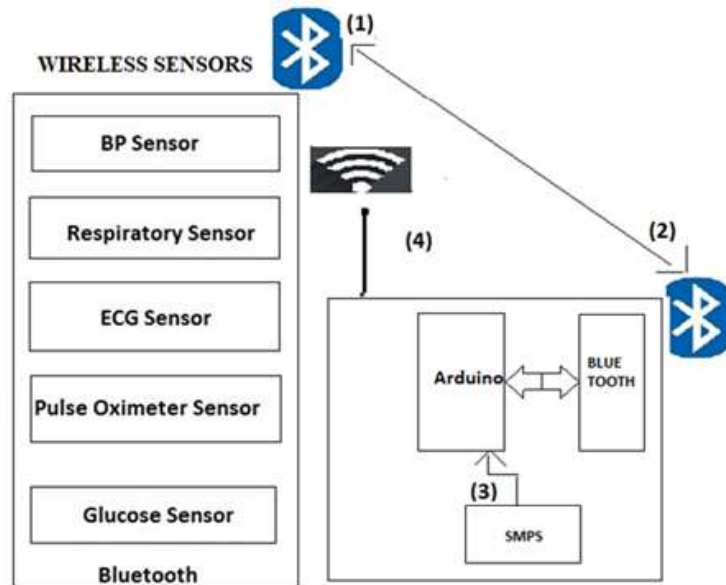 (1)
WIRELESS SENSORS
BP Sensor
Respiratory Sensor
ECG Sensor
Pulse Oximeter Sensor
Glucose Sensor
Bluetooth
(4)
(2)
Arduino
BLUE
TOOTH
(3)
SMPS